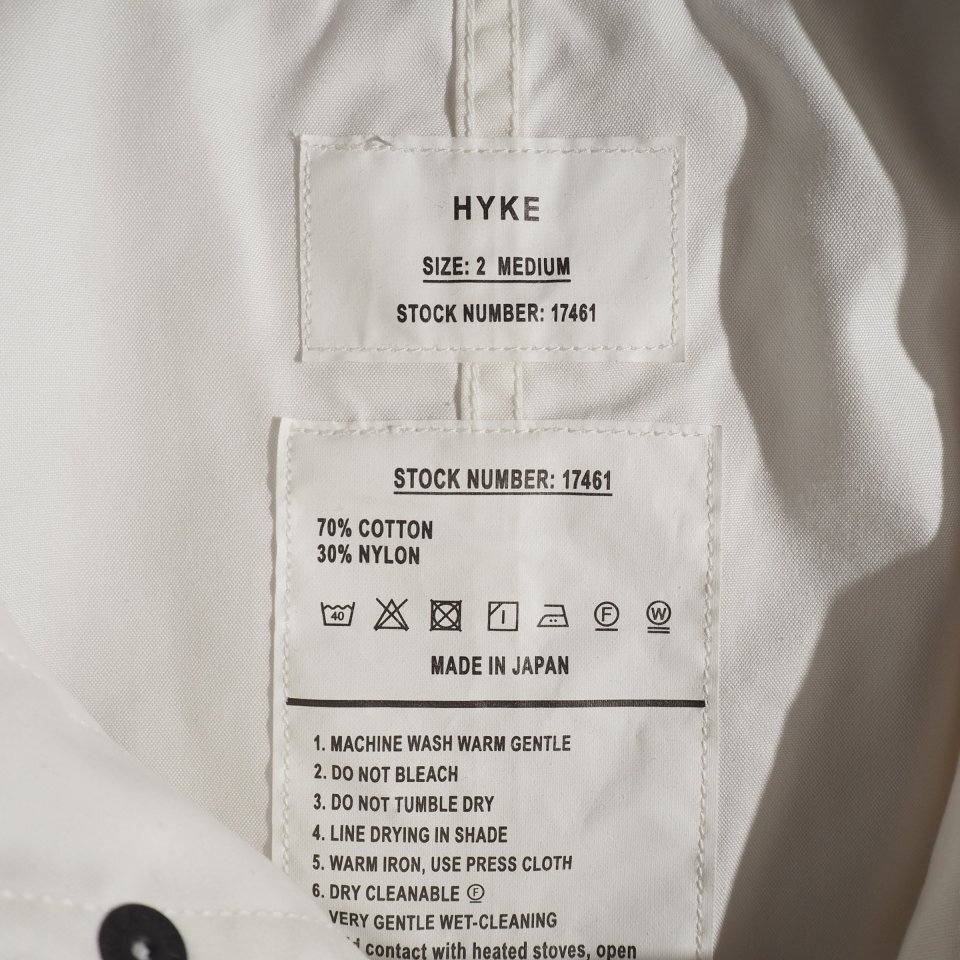 HYKE
SIZE: 2 MEDIUM
STOCK NUMBER: 17461
STOCK NUMBER: 17461
70% COTTON
30% NYLON
40
F
W
MADE IN JAPAN
1. MACHINE WASH WARM GENTLE
2. DO NOT BLEACH
3. DO NOT TUMBLE DRY
4. LINE DRYING IN SHADE
5. WARM IRON, USE PRESS CLOTH
6. DRY CLEANABLE Ⓕ
VERY GENTLE WET-CLEANING
contact with heated stoves, open